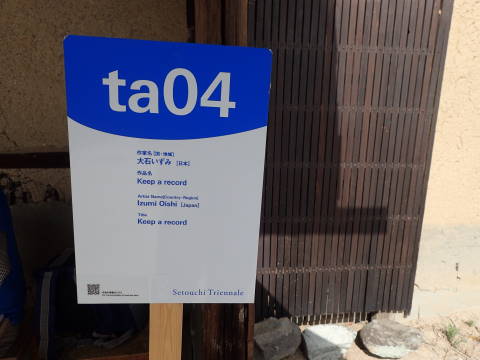 ta04
作家名 [国・地域]
大石いずみ [日本]
作品名
Keep a record
Artist Name[Country・Region]
Izumi Oishi [Japan]
Title
Keep a record
Setouchi Triennale